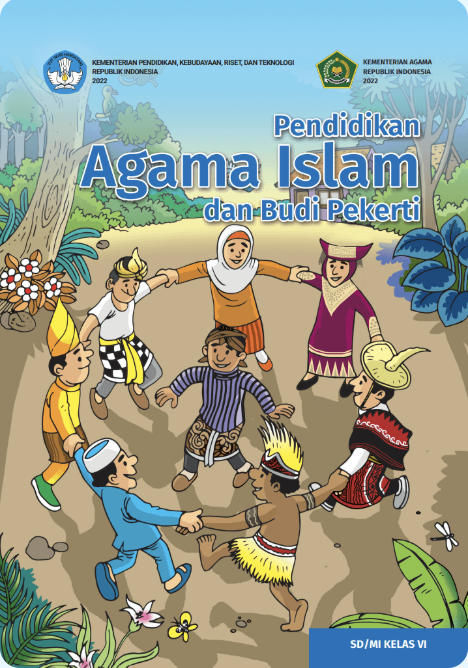 KEMENTERIAN PENDIDIKAN, KEBUDAYAAN, RISET, DAN TEKNOLOGI
REPUBLIK INDONESIA
2022
KEMENTERIAN AGAMA
REPUBLIK INDONESIA
2022
Pendidikan
Agama Islam
dan Budi Pekerti
SD/MI KELAS VI